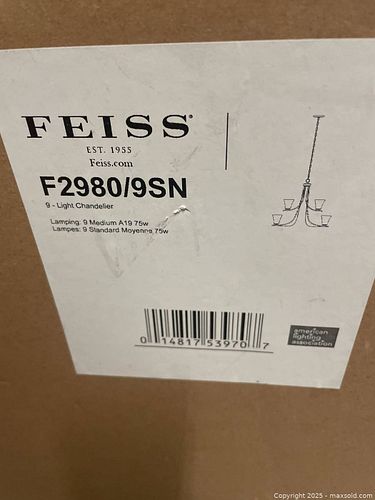 FEISS®
EST. 1955
Feiss.com
F2980/9SN
9 - Light Chandelier
Lamping: 9 Medium A19 75w
Lampes: 9 Standard Moyenne 75w
0 14817 53970 7
american
lighting
association
Copyright 2025 - maxsold.com